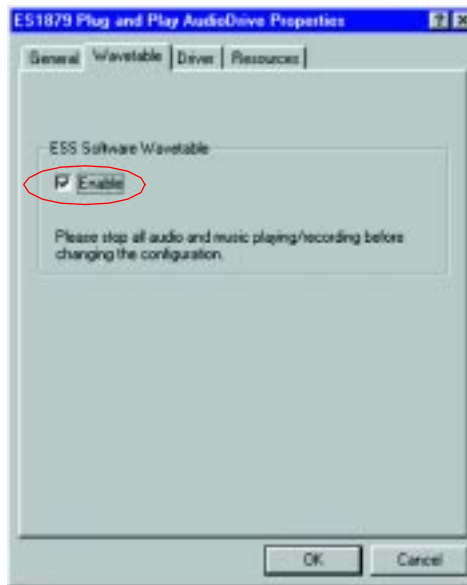 ES1879 Plug and Play AudioDrive Properties
General Wavetable Driver Resources
ESS Software Wavetable
Enable
Please stop all audio and music playing/recording before
changing the configuration.
OK Cancel